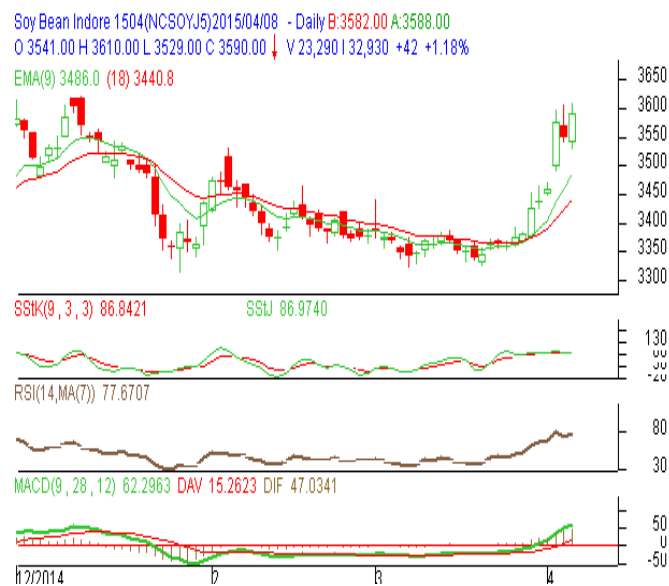 Soy Bean Indore 1504(NCSOYJ5)2015/04/08 - Daily B:3582.00 A:3588.00
O 3541.00 H 3610.00 L 3529.00 C 3590.00 ↓ V 23,290 I 32,930 +42 +1.18%
EMA(9) 3486.0 (18) 3440.8
3650
3600
3550
3500
3450
3400
3350
3300
SStK(9 , 3 , 3) 86.8421 SStJ 86.9740
130
RSI(14,MA(7)) 77.6707
80
30
MACD(9 , 28 , 12) 62.2963 DAV 15.2623 DIF 47.0341
50
0
-50
12/2014 2 3 4